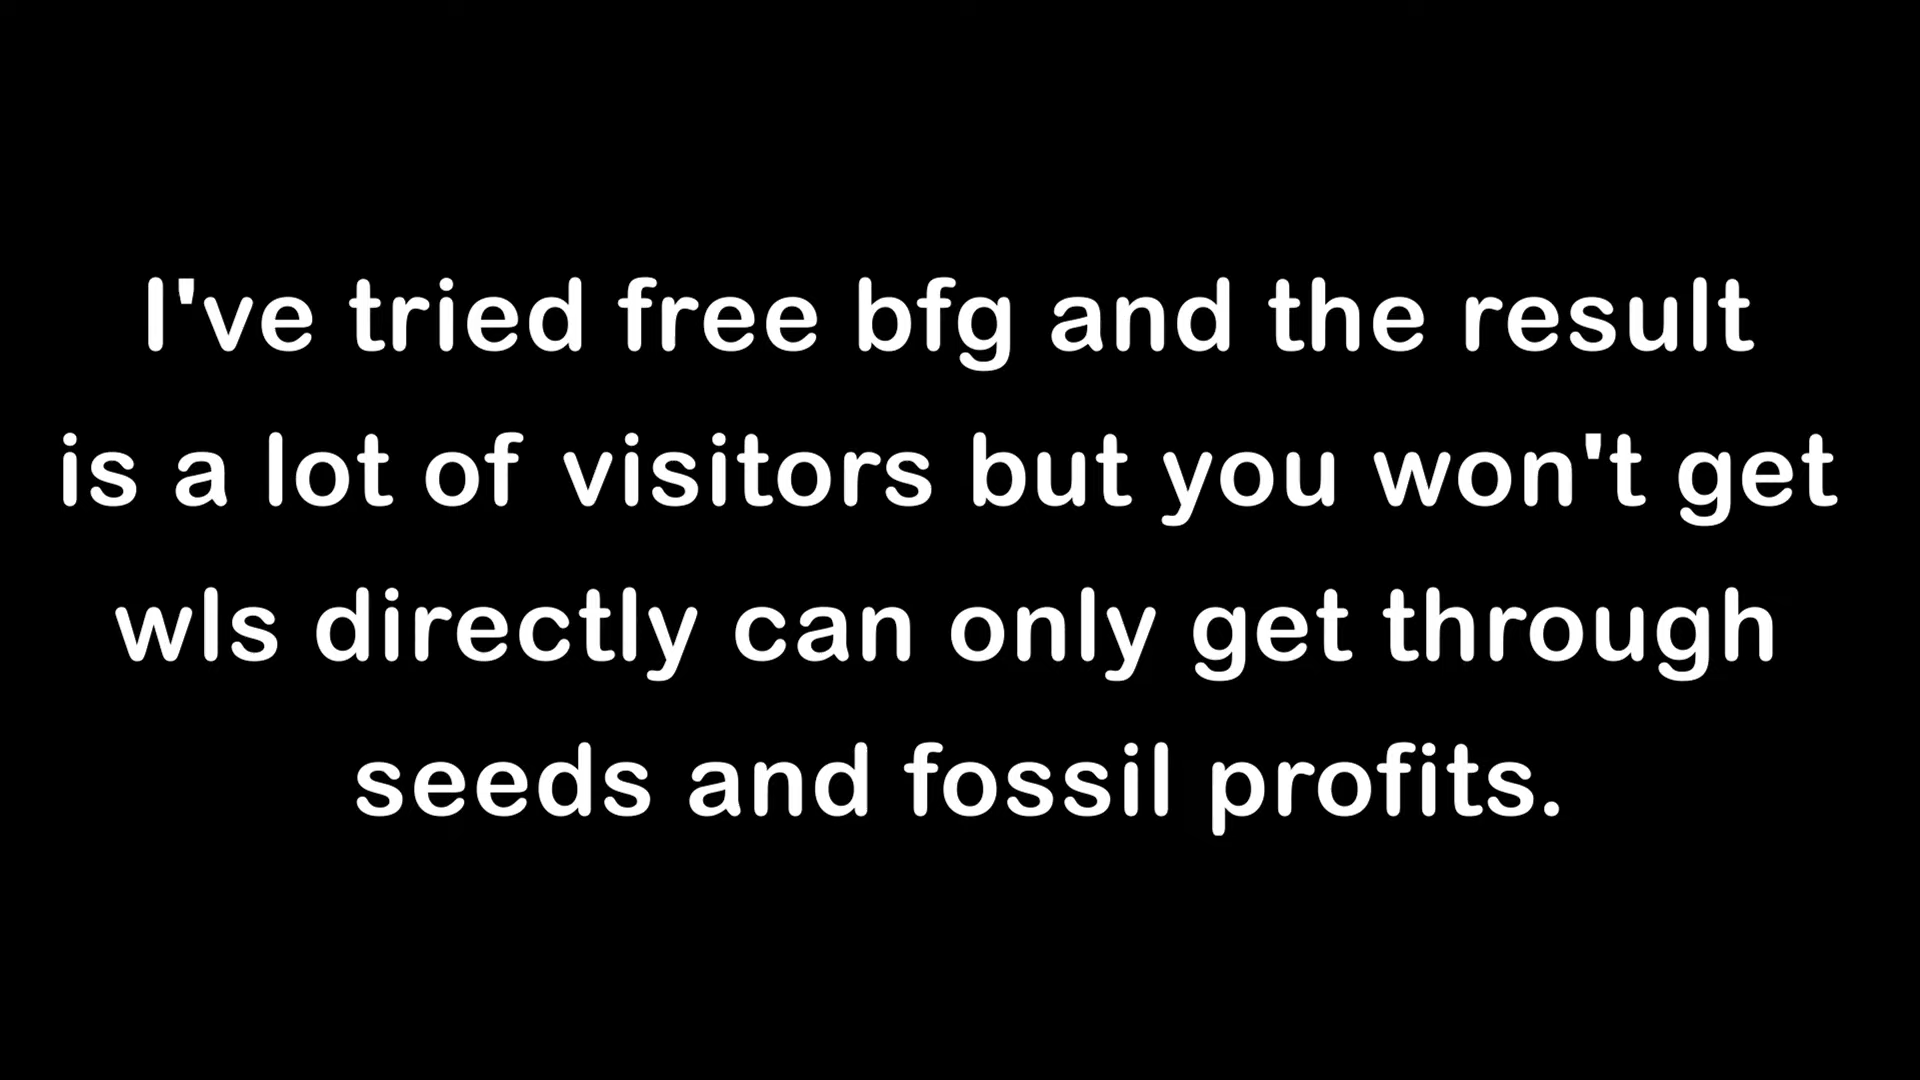 I've tried free bfg and the result
is a lot of visitors but you won't get
wls directly can only get through
seeds and fossil profits.